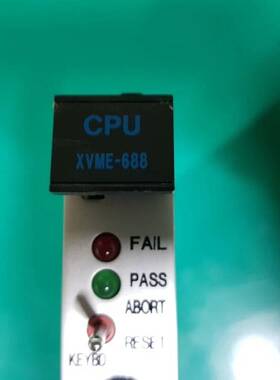 CPU
XVME-688
FAIL
PASS
ABORT
RESET
KEYBD